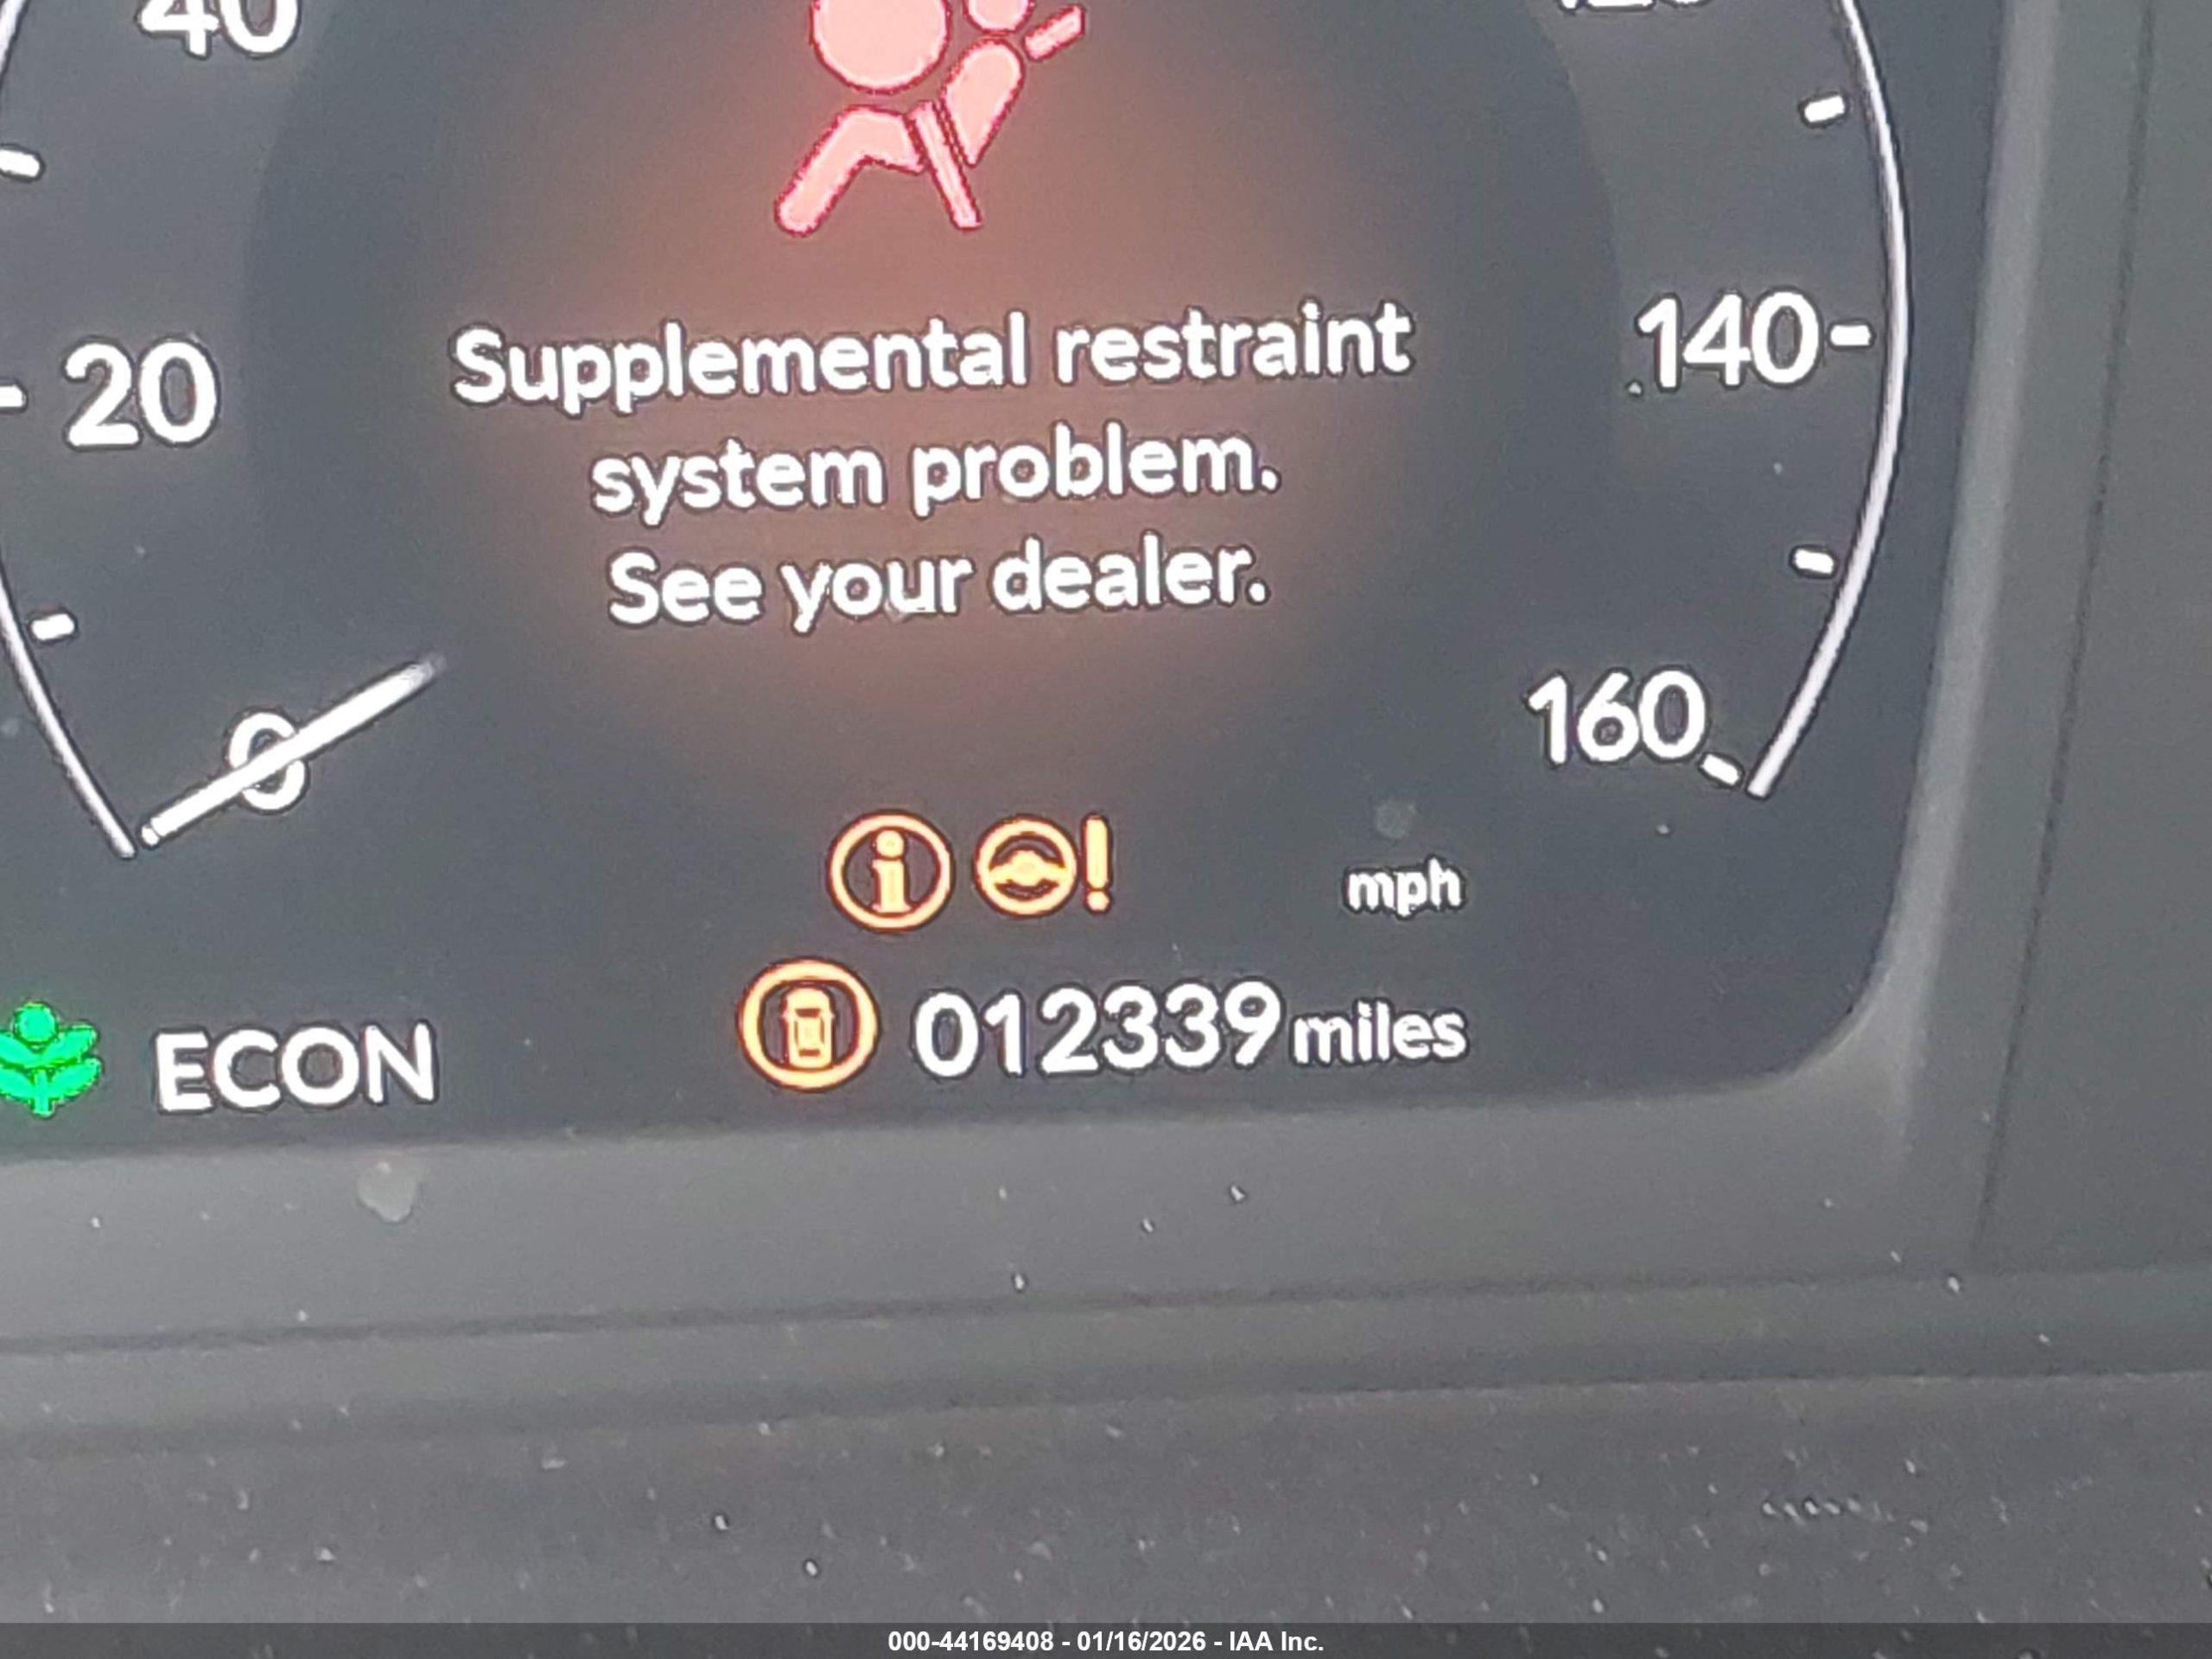 40
20
140
Supplemental restraint
system problem.
See your dealer.
0
160
mph
012339 miles
ECON
000-44169408 - 01/16/2026 - IAA Inc.